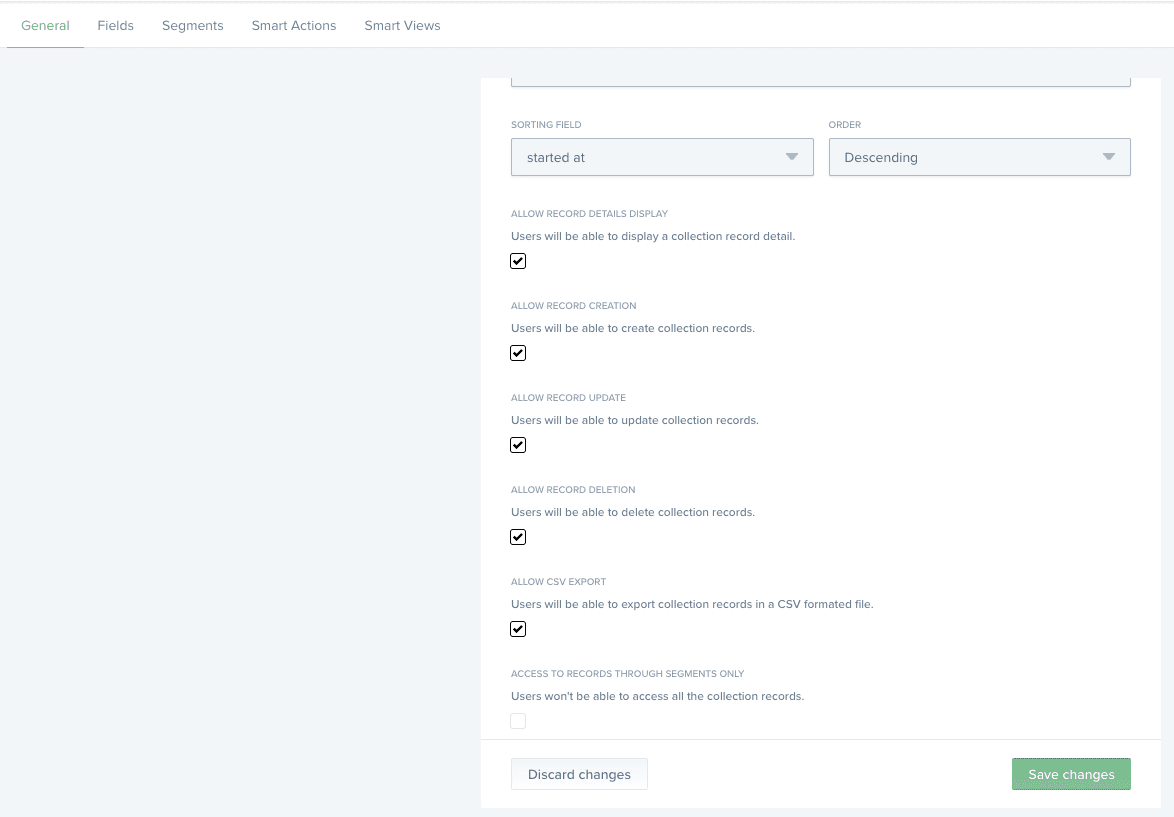 General Fields Segments Smart Actions Smart Views
SORTING FIELD ORDER
started at Descending
ALLOW RECORD DETAILS DISPLAY
Users will be able to display a collection record detail.
ALLOW RECORD CREATION
Users will be able to create collection records.
ALLOW RECORD UPDATE
Users will be able to update collection records.
ALLOW RECORD DELETION
Users will be able to delete collection records.
ALLOW CSV EXPORT
Users will be able to export collection records in a CSV formated file.
ACCESS TO RECORDS THROUGH SEGMENTS ONLY
Users won't be able to access all the collection records.
Discard changes Save changes